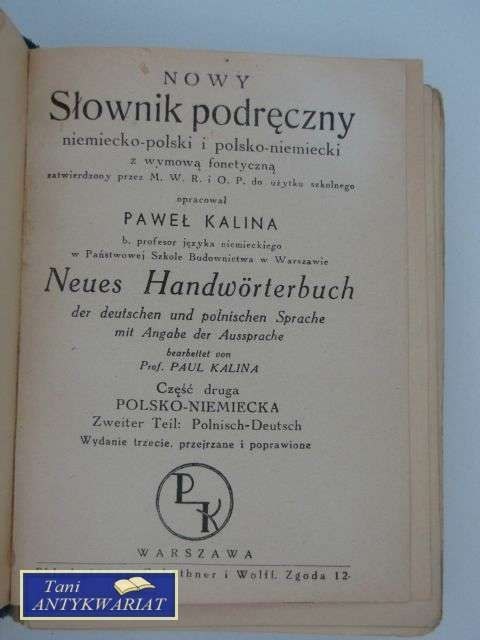 NOWY
Słownik podręczny
niemiecko-polski i polsko-niemiecki
z wymową fonetyczną
zatwierdzony przez M. W. R. i O. P. do użytku szkolnego
opracował
PAWEŁ KALINA
b. profesor języka niemieckiego
w Państwowej Szkole Budownictwa w Warszawie
Neues Handwörterbuch
der deutschen und polnischen Sprache
mit Angabe der Aussprache
bearbeitet von
Prof. PAUL KALINA
Część druga
POLSKO-NIEMIECKA
Zweiter Teil: Polnisch-Deutsch
Wydanie trzecie, przejrzane i poprawione
PK
WARSZAWA
i Wolff. Zgoda 12.
Tani
ANTYKWARIAT